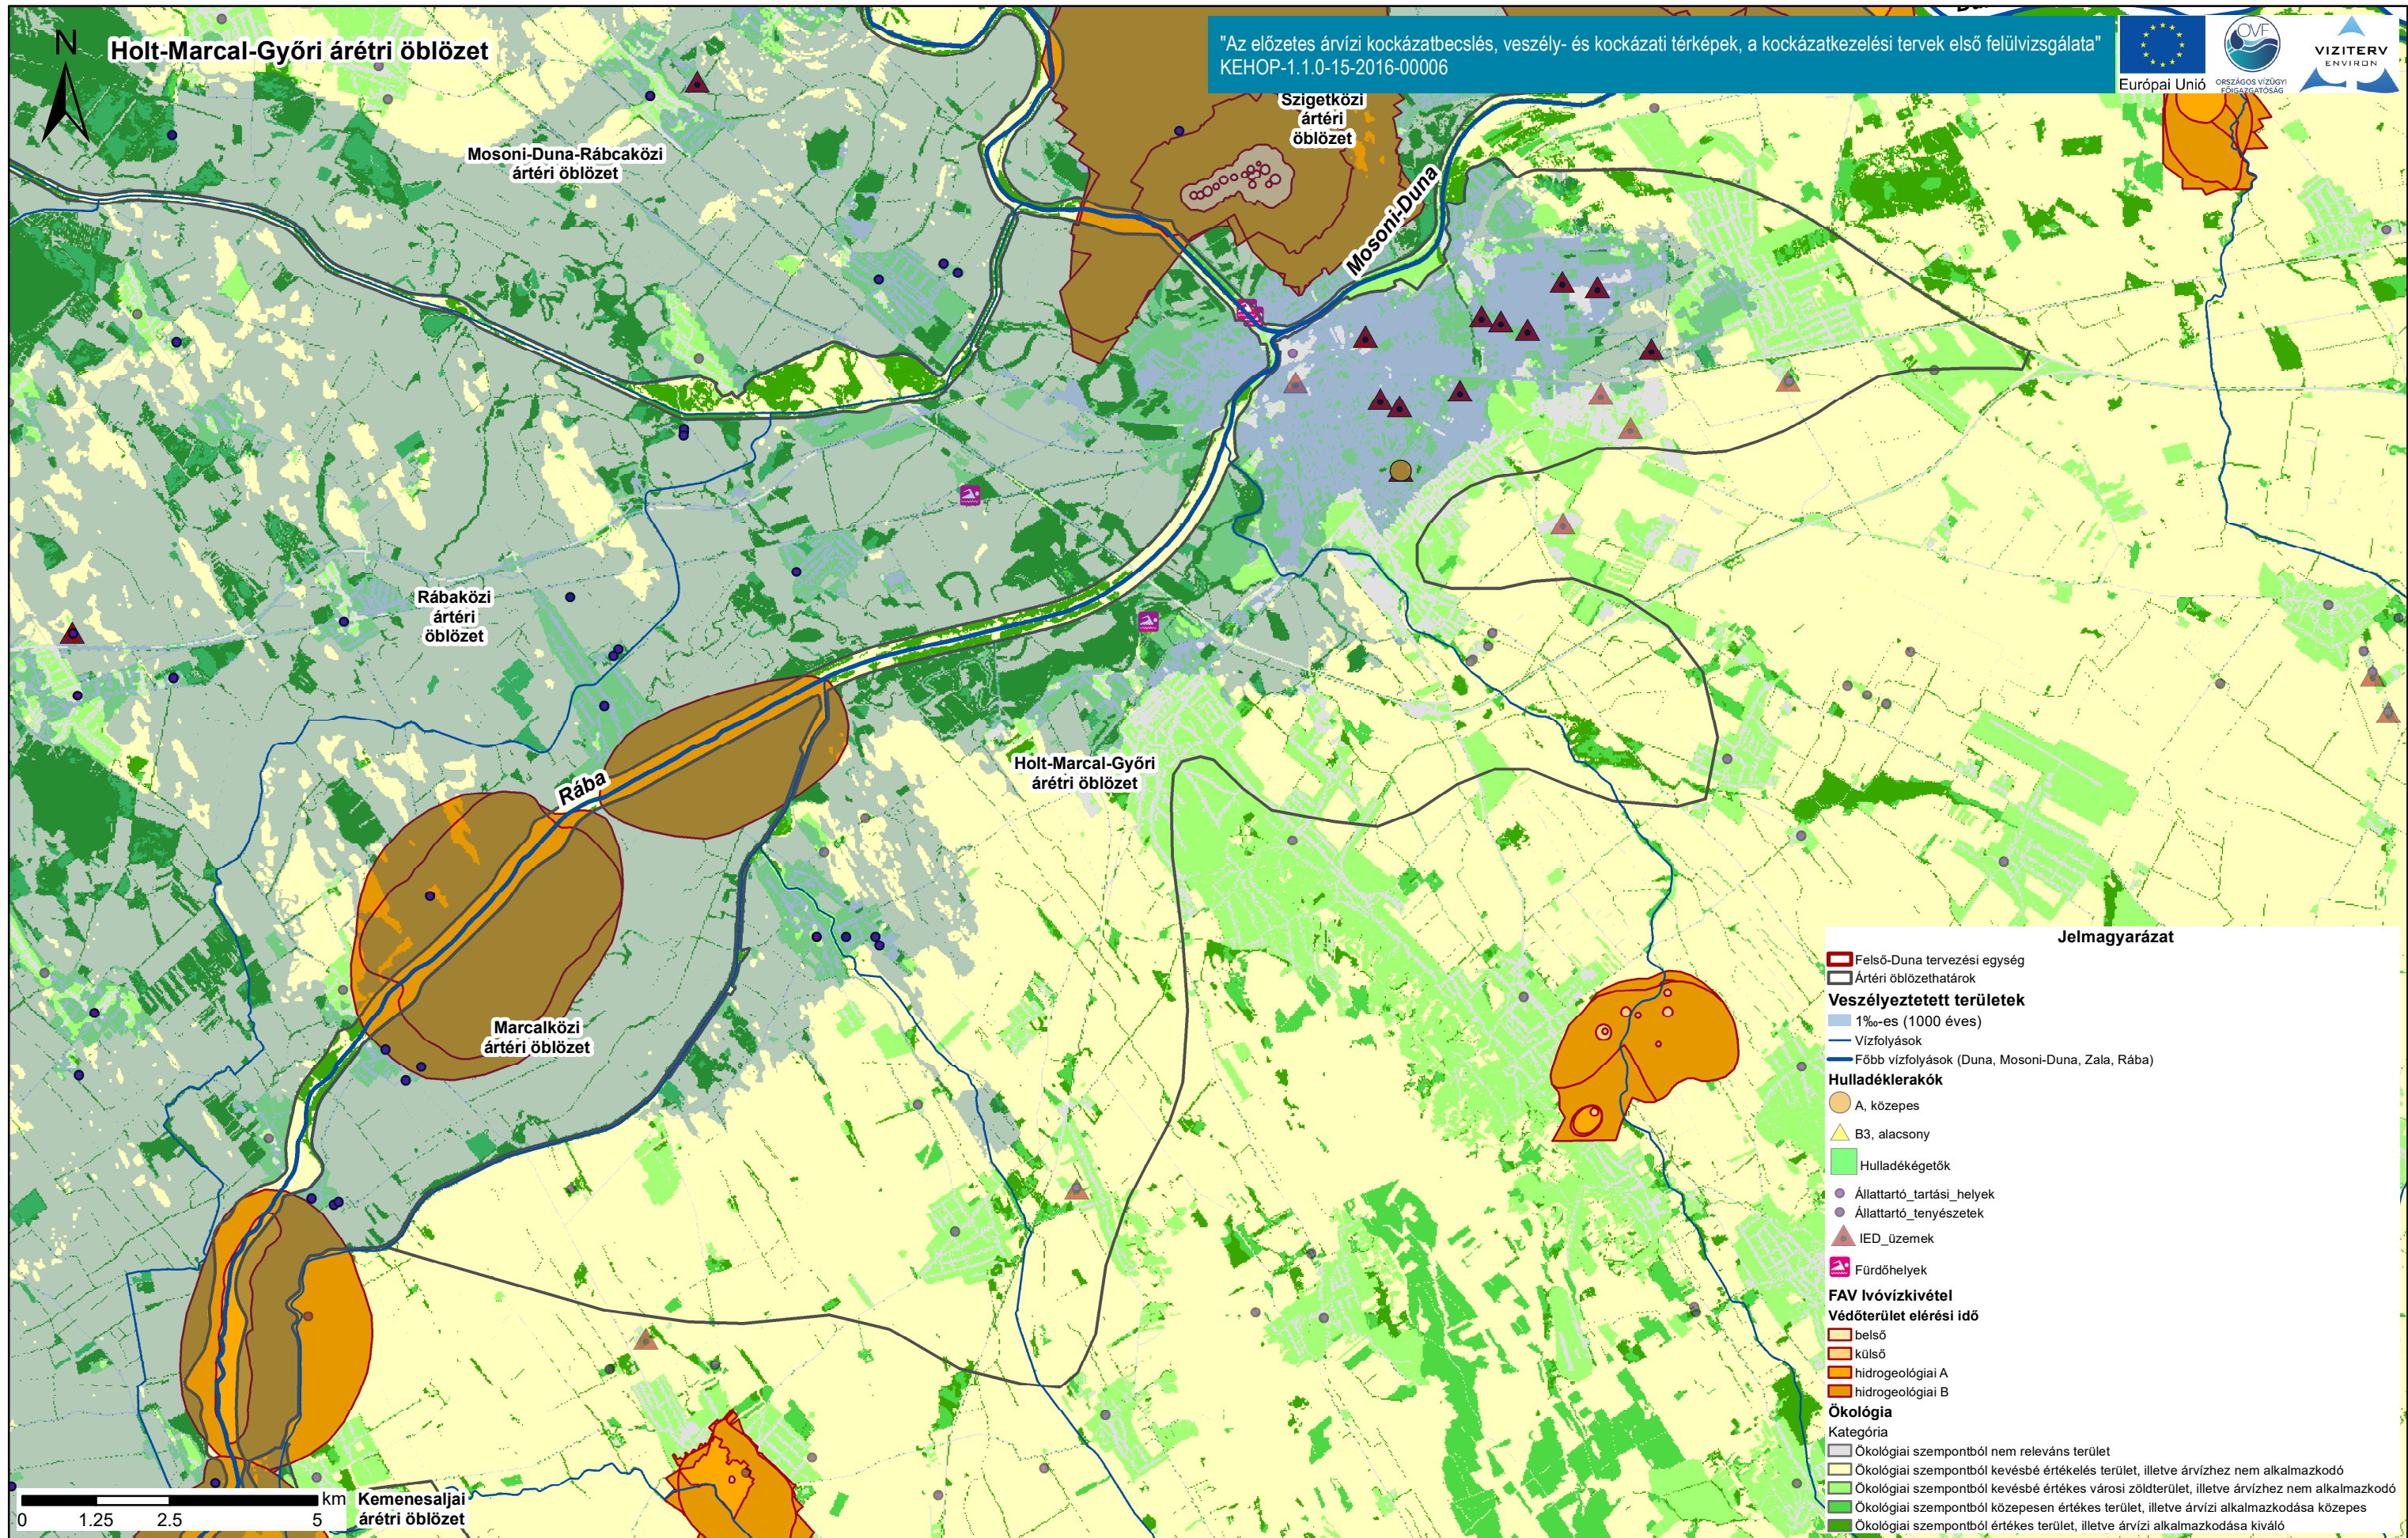 Holt-Marcal-Győri árétri öblözet
N
"Az előzetes árvízi kockázatbecslés, veszély- és kockázati térképek, a kockázatkezelési tervek első felülvizsgálata"
KEHOP-1.1.0-15-2016-00006
Európai Unió
OVF
ORSZÁGOS VÍZÜGYI
FŐIGAZGATÓSÁG
VIZITERV
ENVIRON
Szigetközi
ártéri
öblözet
Mosoni-Duna-Rábcaközi
ártéri öblözet
Mosoni-Duna
Rábaközi
ártéri
öblözet
Rába
Holt-Marcal-Győri
árétri öblözet
Marcalközi
ártéri öblözet
Kemenesaljai
árétri öblözet
km
0 1.25 2.5 5
Jelmagyarázat
Felső-Duna tervezési egység
Ártéri öblözethatárok
Veszélyeztetett területek
1‰-es (1000 éves)
Vízfolyások
Főbb vízfolyások (Duna, Mosoni-Duna, Zala, Rába)
Hulladéklerakók
A, közepes
B3, alacsony
Hulladékégetők
Állattartó_tartási_helyek
Állattartó_tenyészetek
IED_üzemek
Fürdőhelyek
FAV Ivóvízkivétel
Védőterület elérési idő
belső
külső
hidrogeológiai A
hidrogeológiai B
Ökológia
Kategória
Ökológiai szempontból nem releváns terület
Ökológiai szempontból kevésbé értékelés terület, illetve árvízhez nem alkalmazkodó
Ökológiai szempontból kevésbé értékes városi zöldterület, illetve árvízhez nem alkalmazkodó
Ökológiai szempontból közepesen értékes terület, illetve árvízi alkalmazkodása közepes
Ökológiai szempontból értékes terület, illetve árvízi alkalmazkodása kiváló